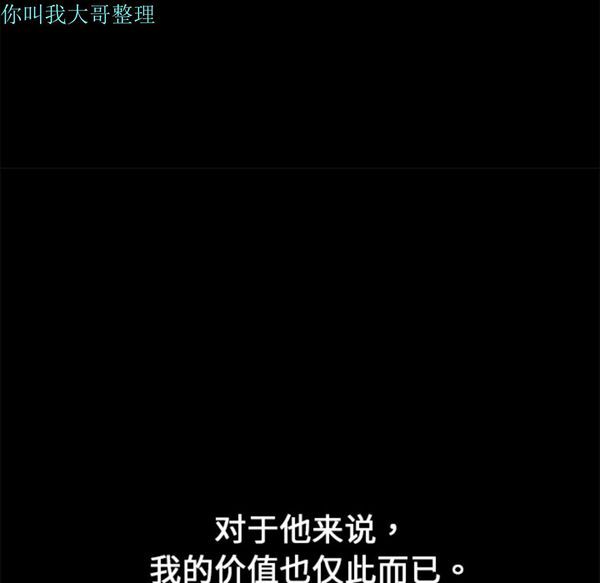 你叫我大哥整理
对于他来说，
我的价值也仅此而已。